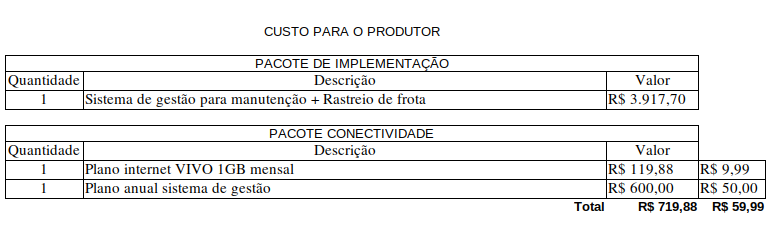 CUSTO PARA O PRODUTOR
PACOTE DE IMPLEMENTAÇÃO
Quantidade Descrição Valor
1 Sistema de gestão para manutenção + Rastreio de frota R$ 3.917,70
PACOTE CONECTIVIDADE
Quantidade Descrição Valor
1 Plano internet VIVO 1GB mensal R$ 119,88 R$ 9,99
1 Plano anual sistema de gestão R$ 600,00 R$ 50,00
Total R$ 719,88 R$ 59,99